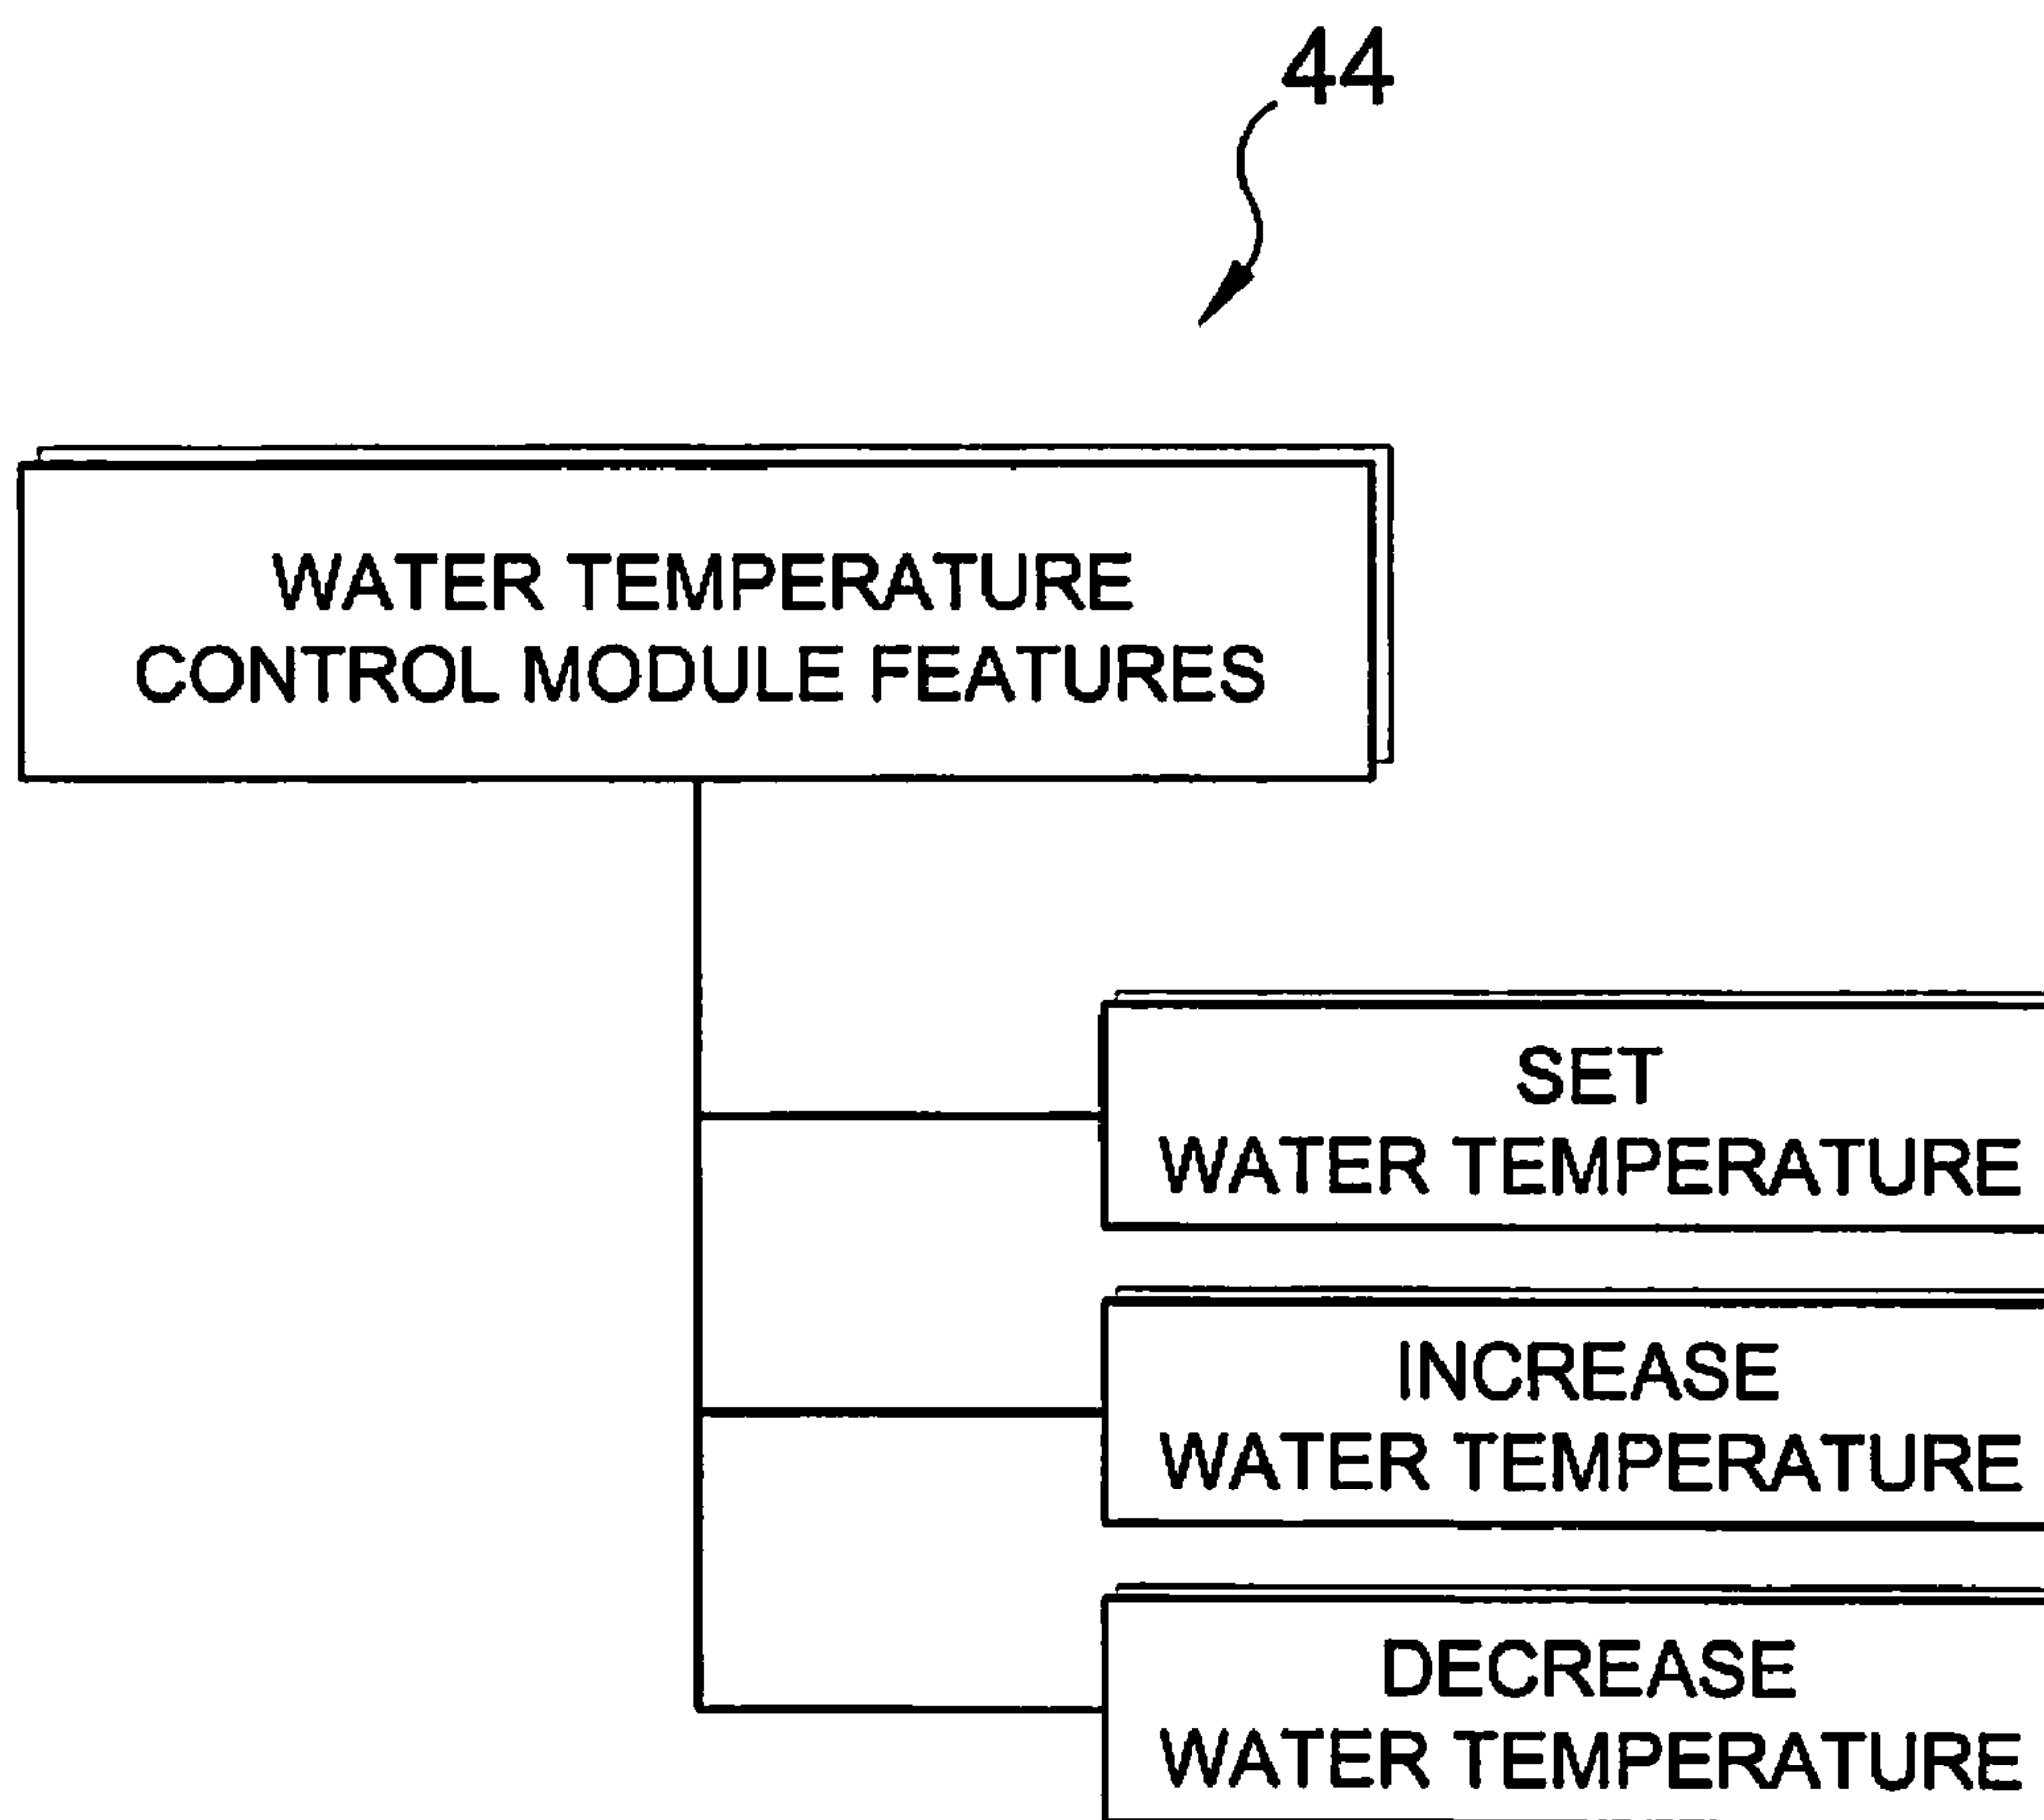 44
WATER TEMPERATURE
CONTROL MODULE FEATURES
SET
WATER TEMPERATURE
INCREASE
WATER TEMPERATURE
DECREASE
WATER TEMPERATURE